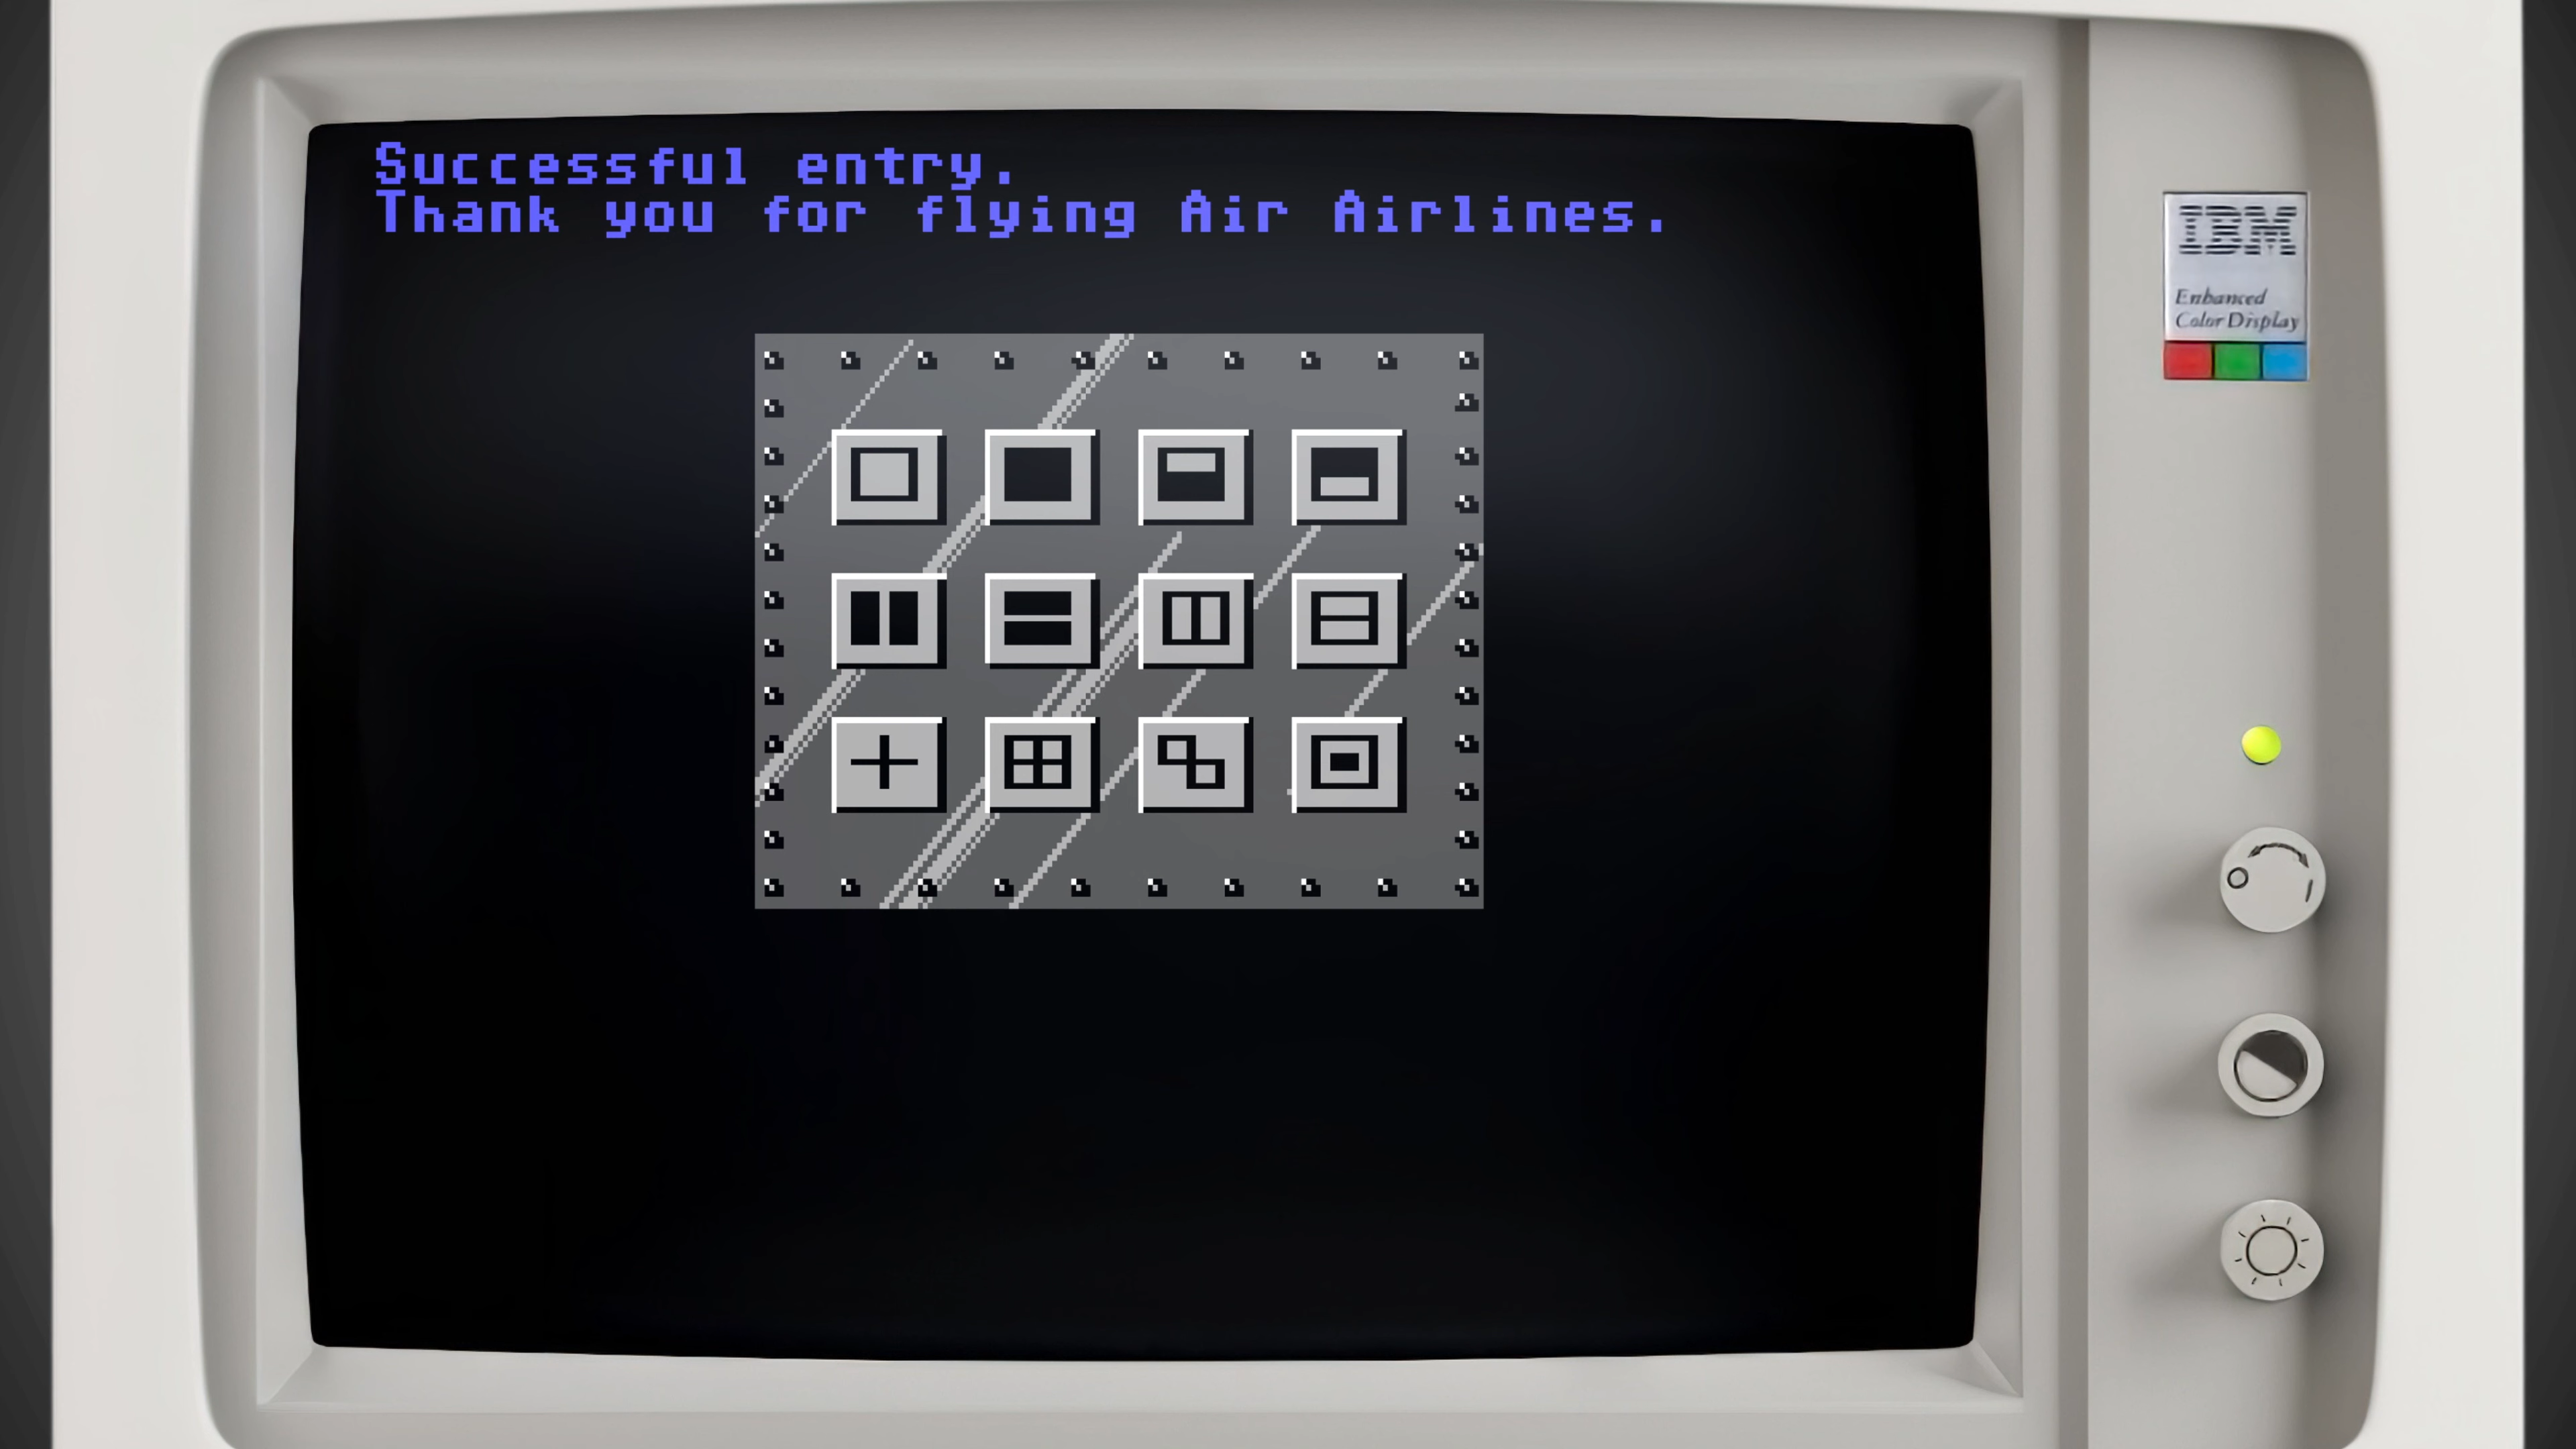 Successful entry.
Thank you for flying Air Airlines.
IBM
Enhanced
Color Display